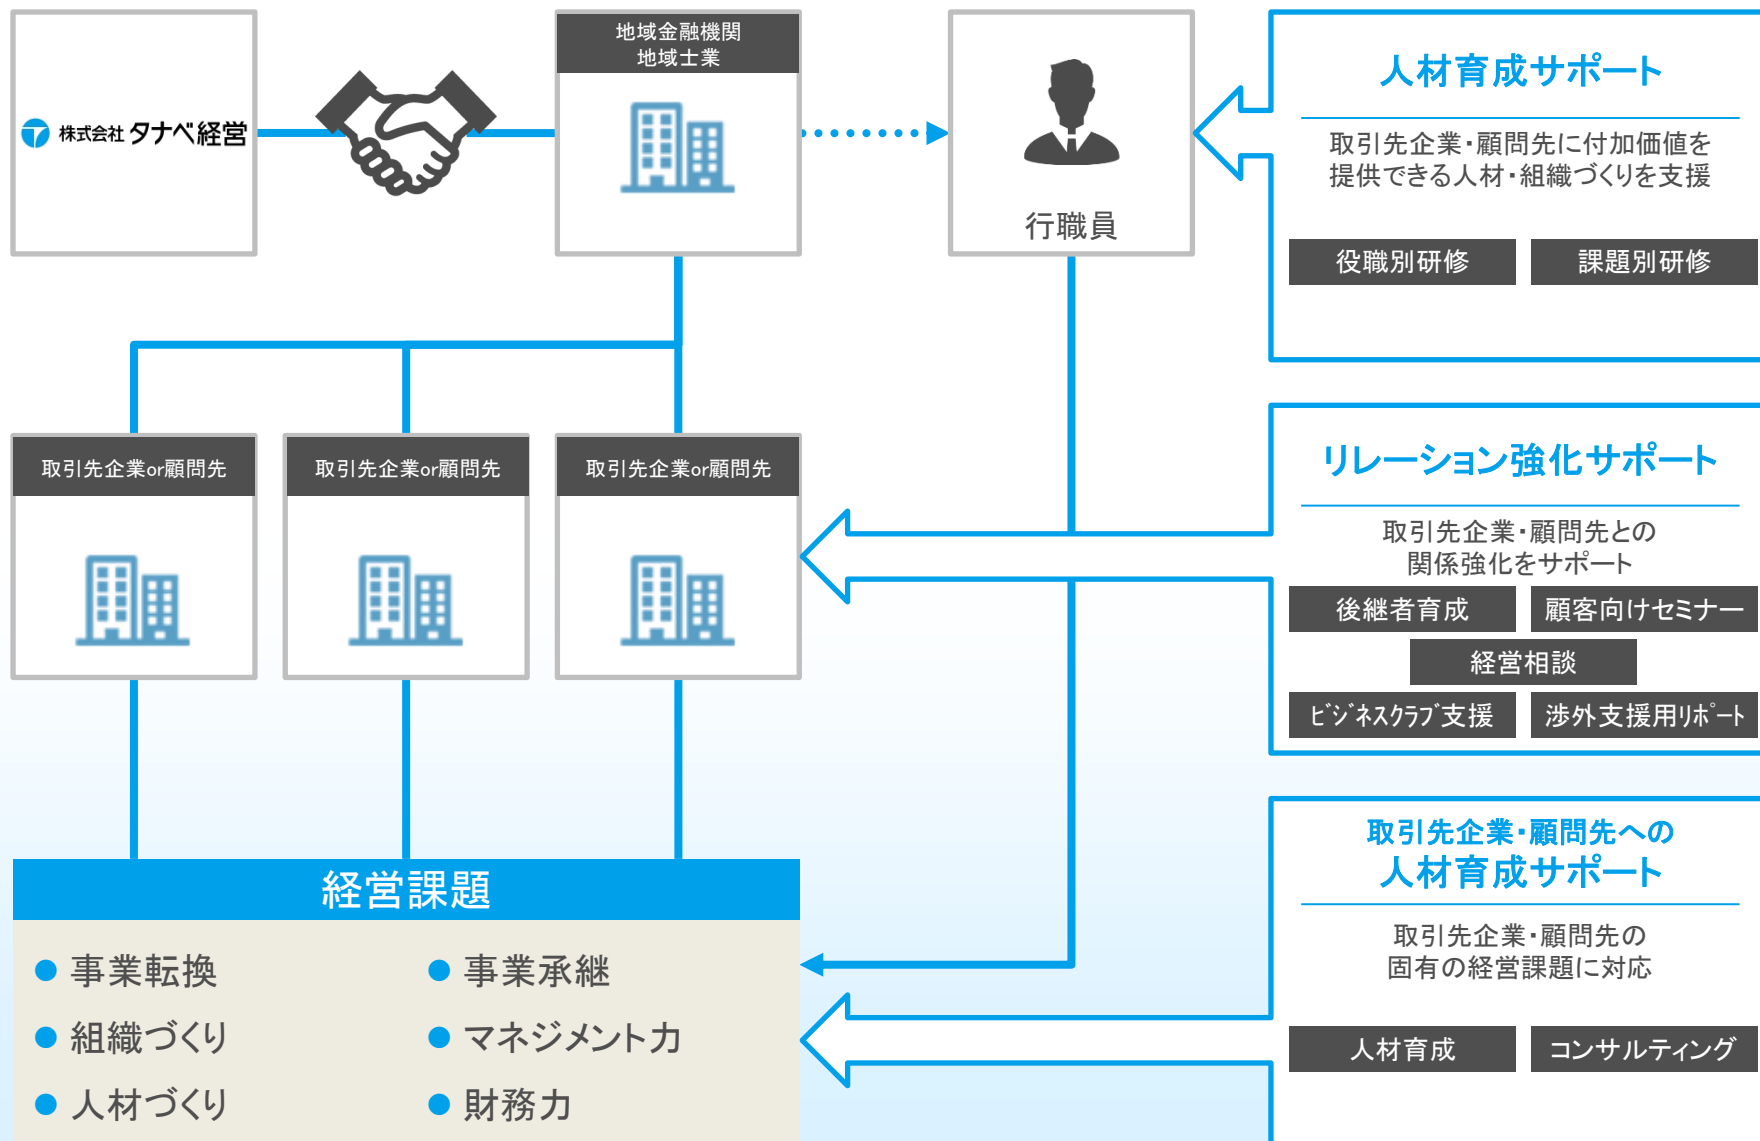 株式会社 タナベ経営
地域金融機関
地域士業
行職員
人材育成サポート
取引先企業・顧問先に付加価値を
提供できる人材・組織づくりを支援
役職別研修
課題別研修
取引先企業or顧問先
取引先企業or顧問先
取引先企業or顧問先
リレーション強化サポート
取引先企業・顧問先との
関係強化をサポート
後継者育成
顧客向けセミナー
経営相談
ﾋﾞｼﾞﾈｽｸﾗﾌﾞ支援
渉外支援用ﾘﾎﾟｰﾄ
取引先企業・顧問先への
人材育成サポート
取引先企業・顧問先の
固有の経営課題に対応
人材育成
コンサルティング
経営課題
● 事業転換
● 事業承継
● 組織づくり
● マネジメント力
● 人材づくり
● 財務力